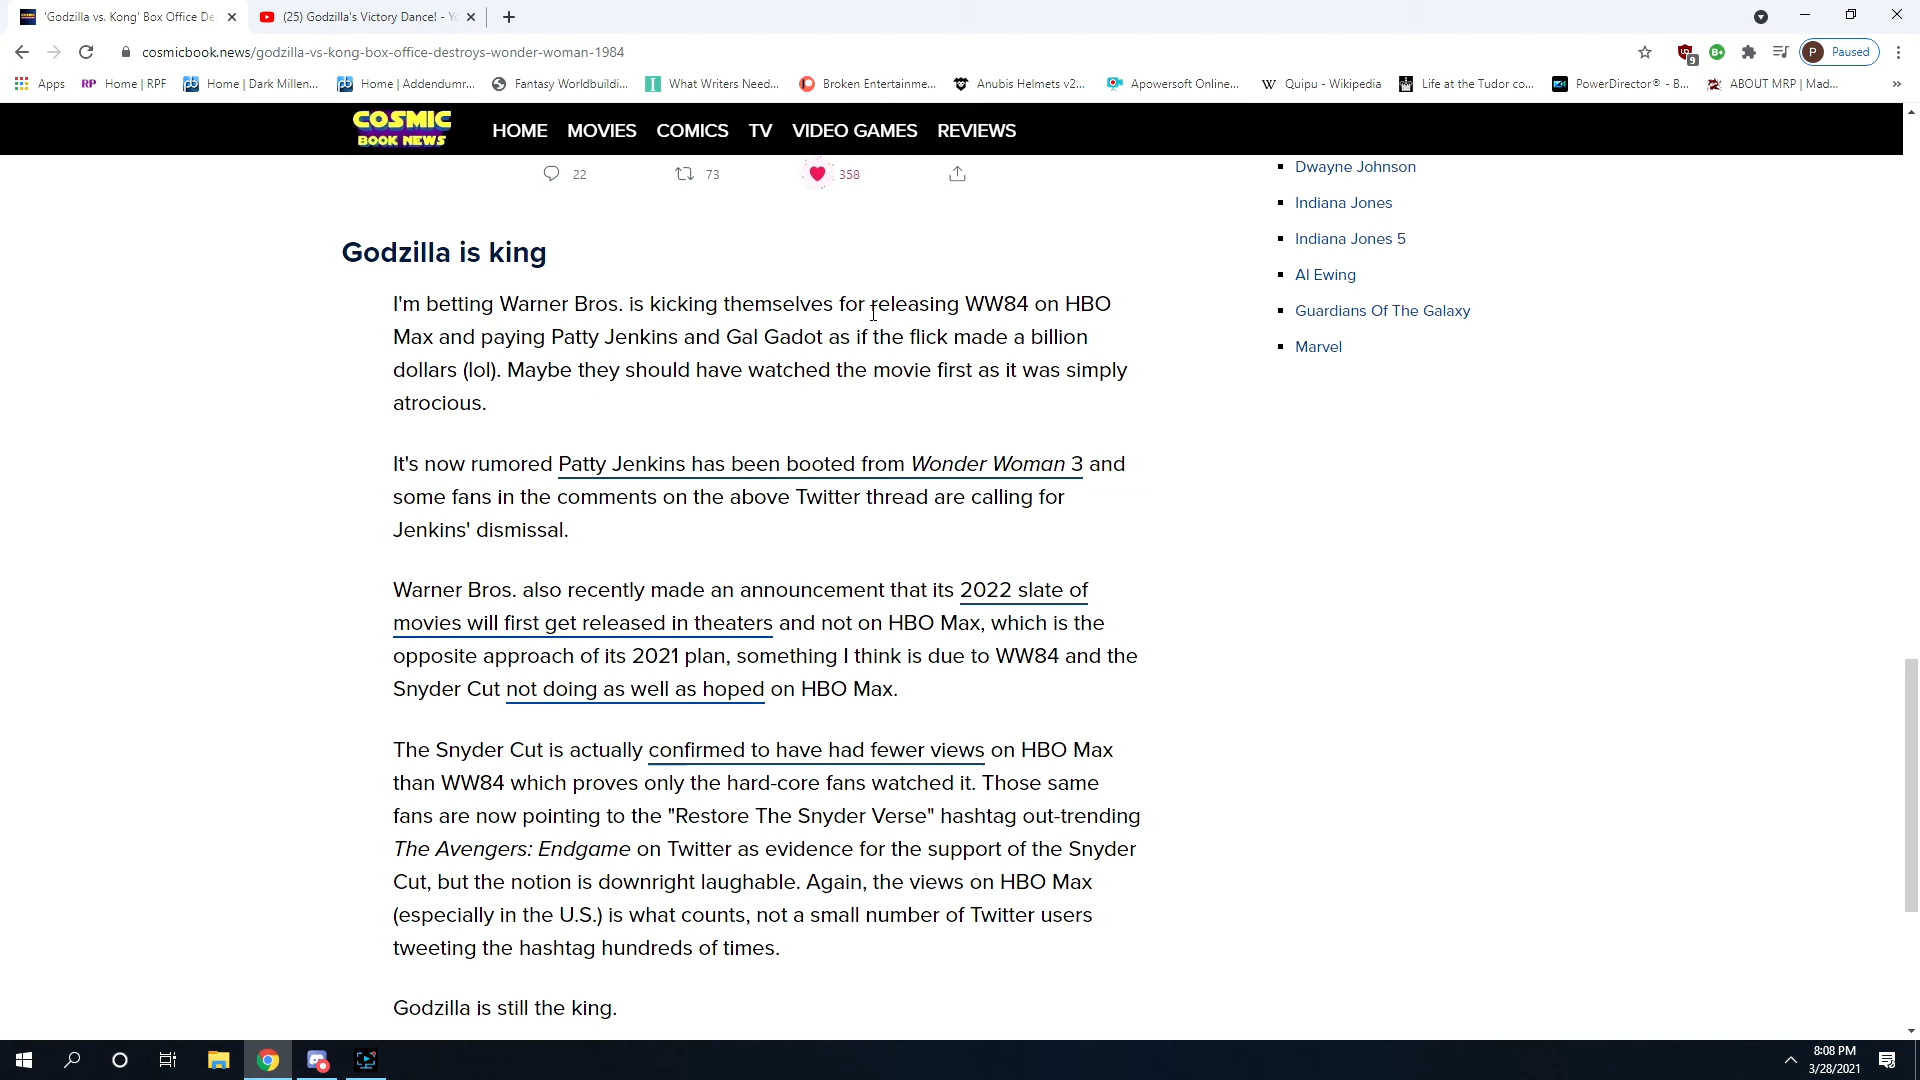 'Godzilla vs. Kong' Box Office De
(25) Godzilla's Victory Dance! - Yo
cosmicbook.news/godzilla-vs-kong-box-office-destroys-wonder-woman-1984
9
P
Paused
Apps
RP Home | RPF
Home | Dark Millen...
Home | Addendumr...
Fantasy Worldbuildi...
What Writers Need...
Broken Entertainme...
Anubis Helmets v2...
Apowersoft Online...
W Quipu - Wikipedia
Life at the Tudor co...
PowerDirector® - B...
ABOUT MRP | Mad...
COSMIC
BOOK NEWS
HOME MOVIES COMICS TV VIDEO GAMES REVIEWS
22 73 358
Godzilla is king
I'm betting Warner Bros. is kicking themselves for releasing WW84 on HBO
Max and paying Patty Jenkins and Gal Gadot as if the flick made a billion
dollars (lol). Maybe they should have watched the movie first as it was simply
atrocious.
It's now rumored Patty Jenkins has been booted from Wonder Woman 3 and
some fans in the comments on the above Twitter thread are calling for
Jenkins' dismissal.
Warner Bros. also recently made an announcement that its 2022 slate of
movies will first get released in theaters and not on HBO Max, which is the
opposite approach of its 2021 plan, something I think is due to WW84 and the
Snyder Cut not doing as well as hoped on HBO Max.
The Snyder Cut is actually confirmed to have had fewer views on HBO Max
than WW84 which proves only the hard-core fans watched it. Those same
fans are now pointing to the "Restore The Snyder Verse" hashtag out-trending
The Avengers: Endgame on Twitter as evidence for the support of the Snyder
Cut, but the notion is downright laughable. Again, the views on HBO Max
(especially in the U.S.) is what counts, not a small number of Twitter users
tweeting the hashtag hundreds of times.
Godzilla is still the king.
Dwayne Johnson
Indiana Jones
Indiana Jones 5
Al Ewing
Guardians Of The Galaxy
Marvel
8:08 PM
3/28/2021